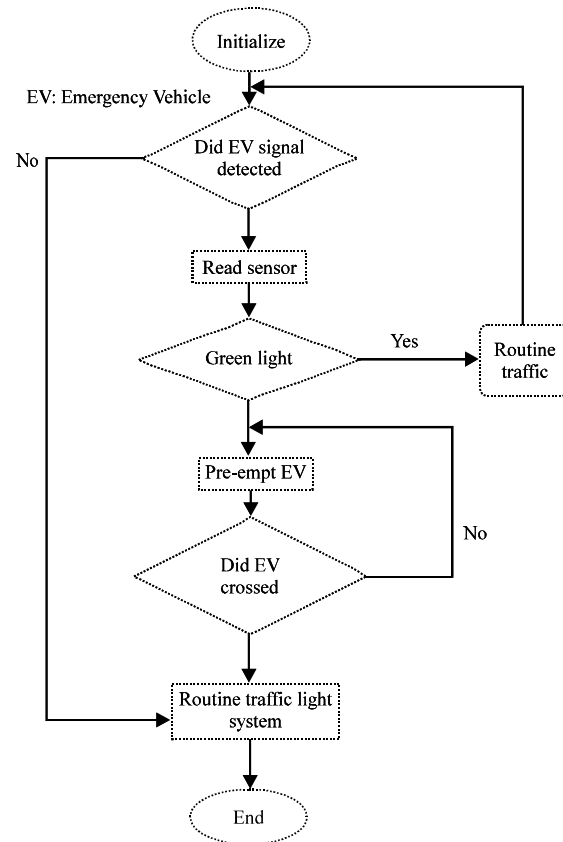 Initialize
EV: Emergency Vehicle
Did EV signal
detected
No
Read sensor
Green light
Yes
Routine
traffic
Pre-empt EV
No
Did EV
crossed
Routine traffic light
system
End